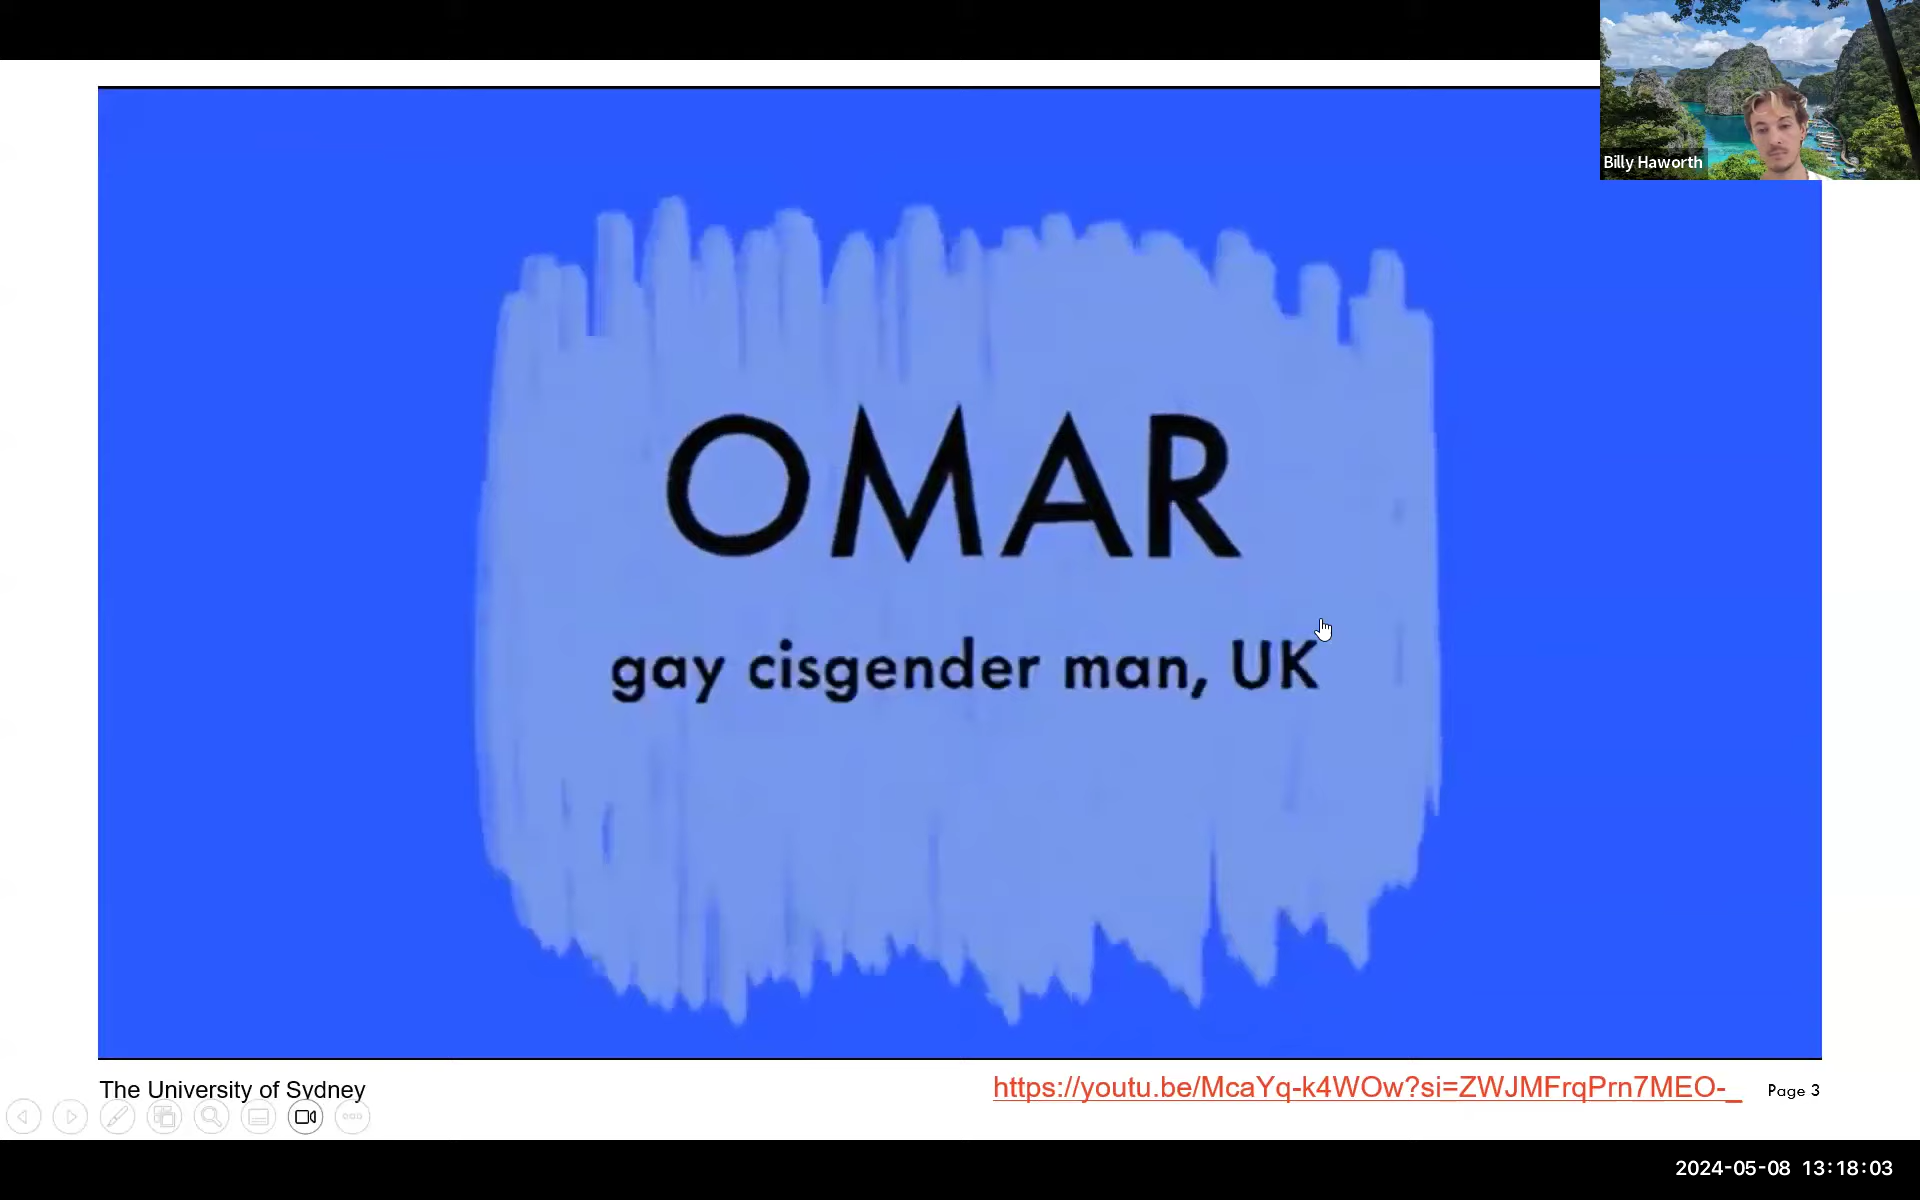 Billy Haworth
OMAR
gay cisgender man, UK
The University of Sydney
https://youtu.be/McaYq-k4WOw?si=ZWJMFrqPrn7MEO-_
Page 3
2024-05-08 13:18:03